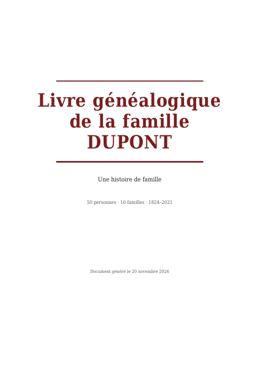 Livre généalogique
de la famille
DUPONT
Une histoire de famille
50 personnes · 16 familles · 1824–2021
Document généré le 20 novembre 2024